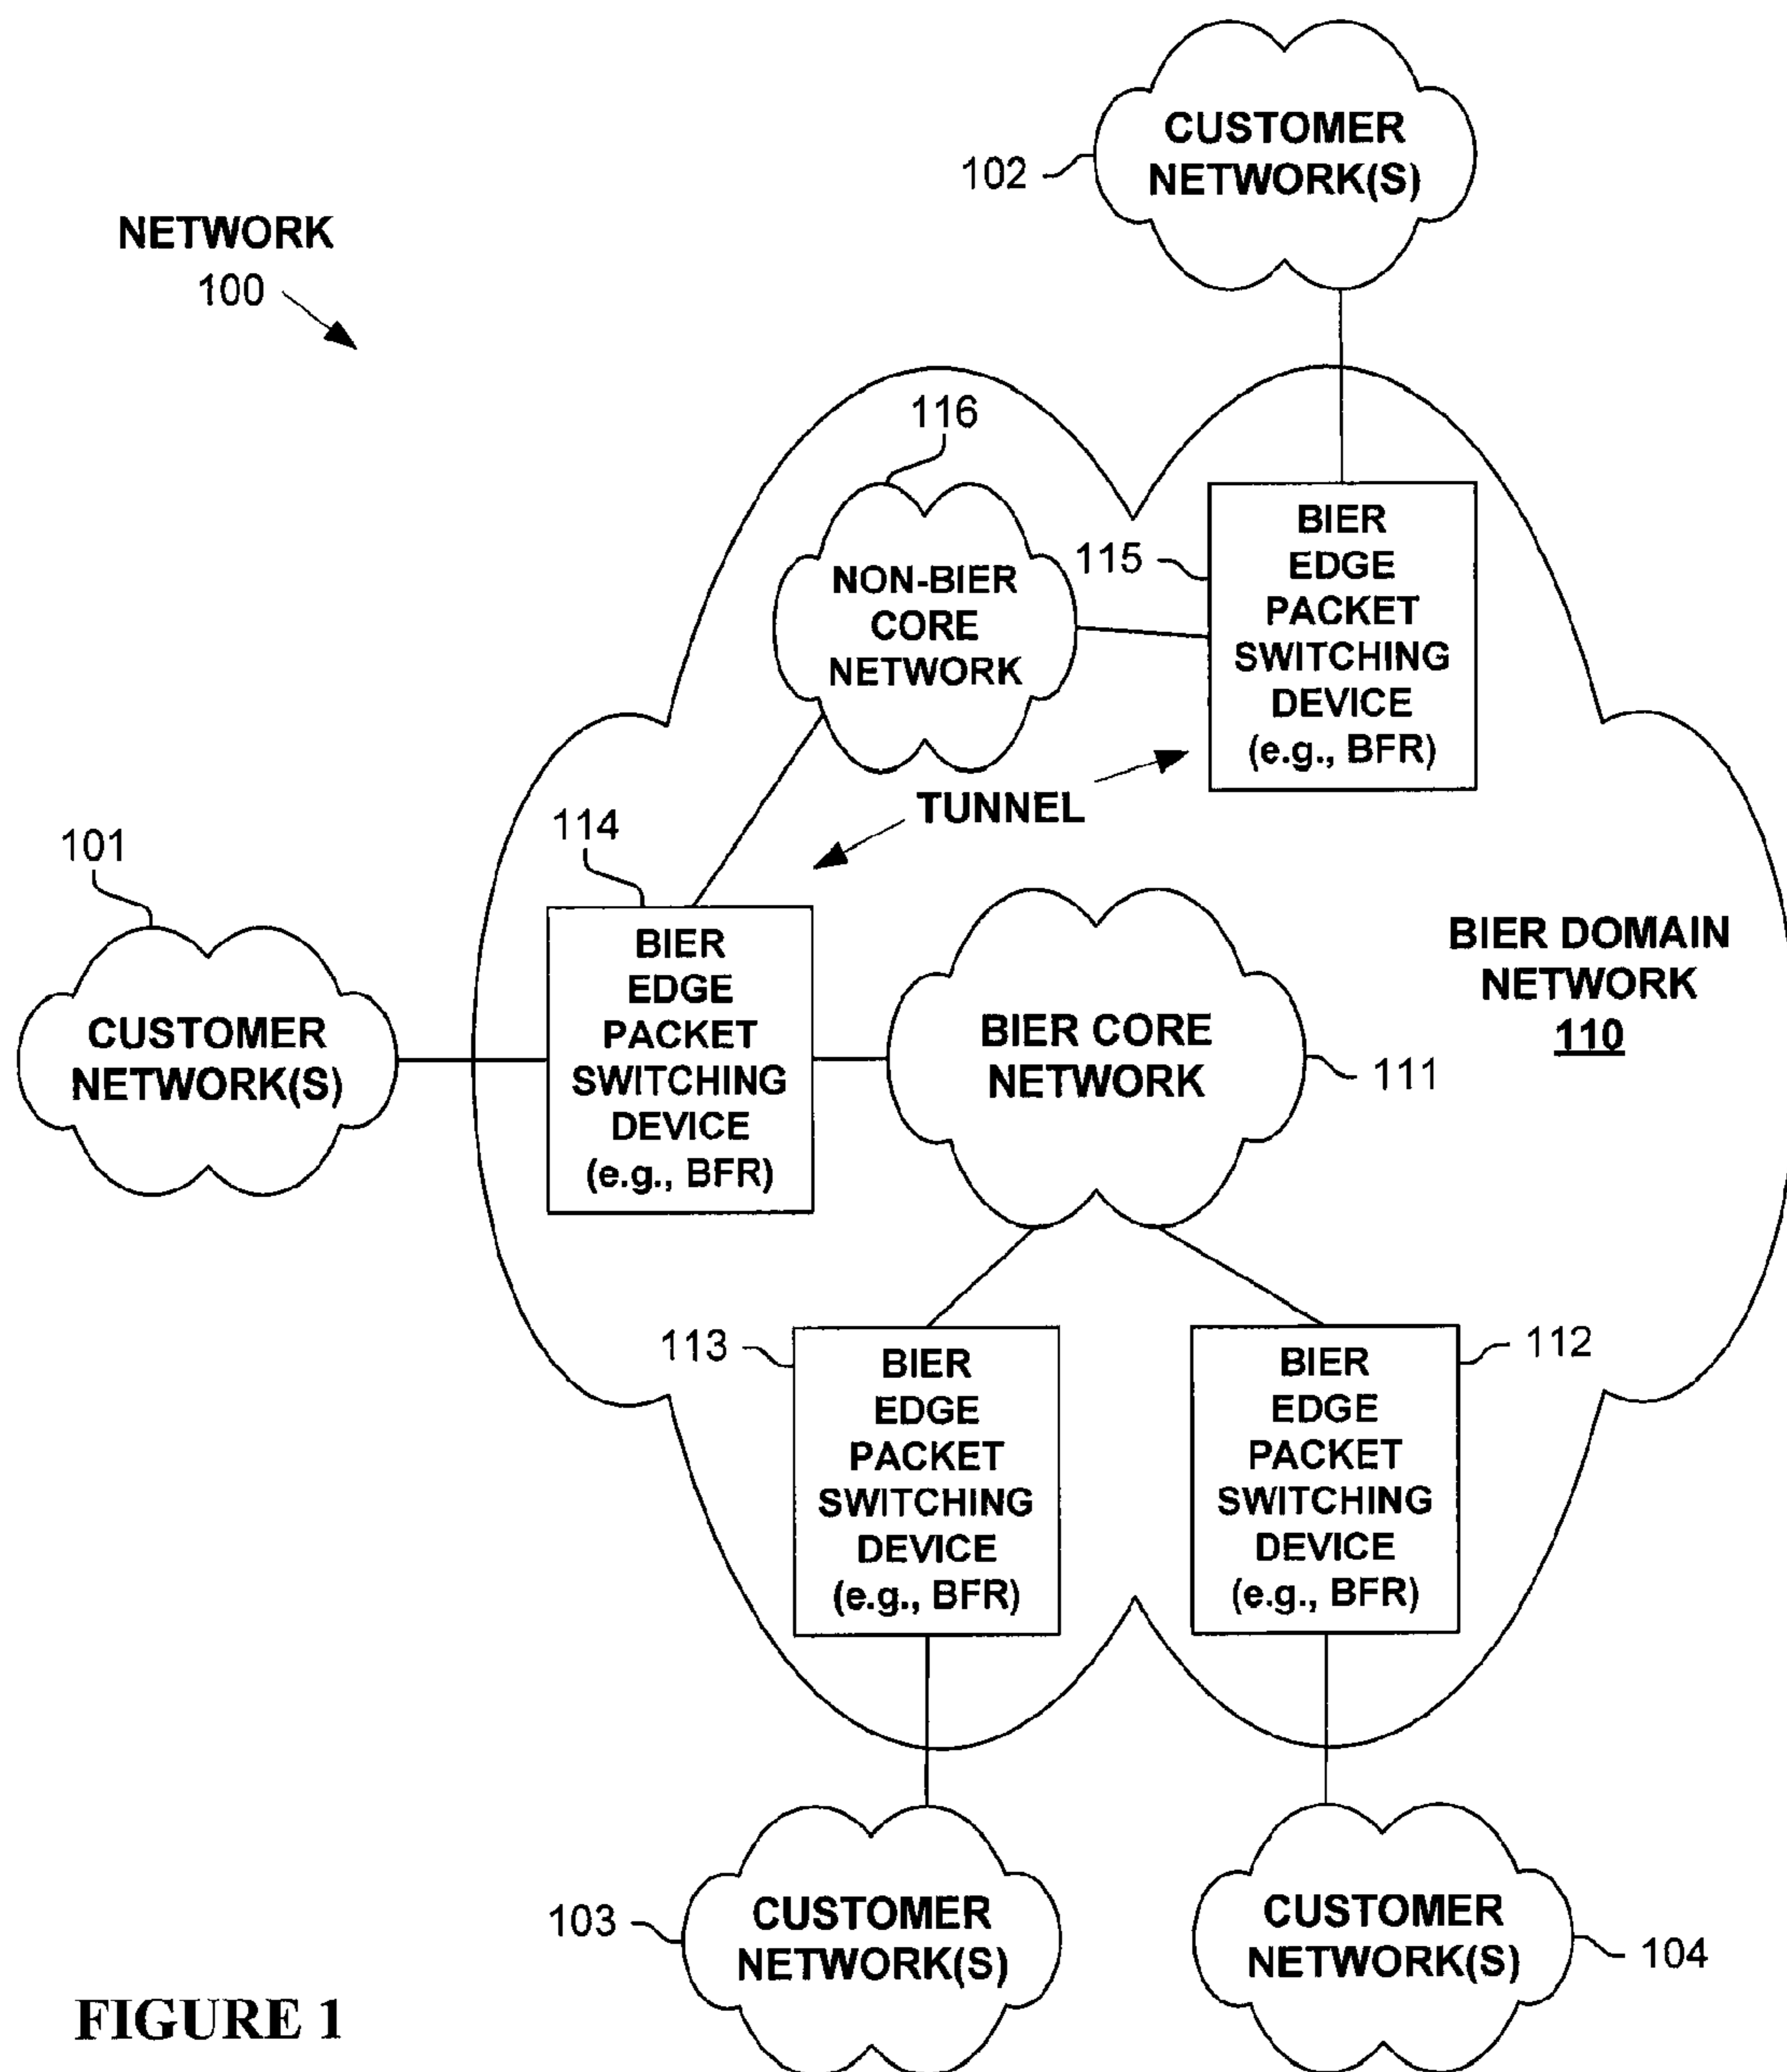 CUSTOMER
NETWORK(S)
102
NETWORK
100
116
NON-BIER
CORE
NETWORK
115
BIER
EDGE
PACKET
SWITCHING
DEVICE
(e.g., BFR)
TUNNEL
114
101
CUSTOMER
NETWORK(S)
BIER
EDGE
PACKET
SWITCHING
DEVICE
(e.g., BFR)
BIER CORE
NETWORK
111
BIER DOMAIN
NETWORK
110
113
BIER
EDGE
PACKET
SWITCHING
DEVICE
(e.g., BFR)
BIER
EDGE
PACKET
SWITCHING
DEVICE
(e.g., BFR)
112
103
CUSTOMER
NETWORK(S)
CUSTOMER
NETWORK(S)
104
FIGURE 1